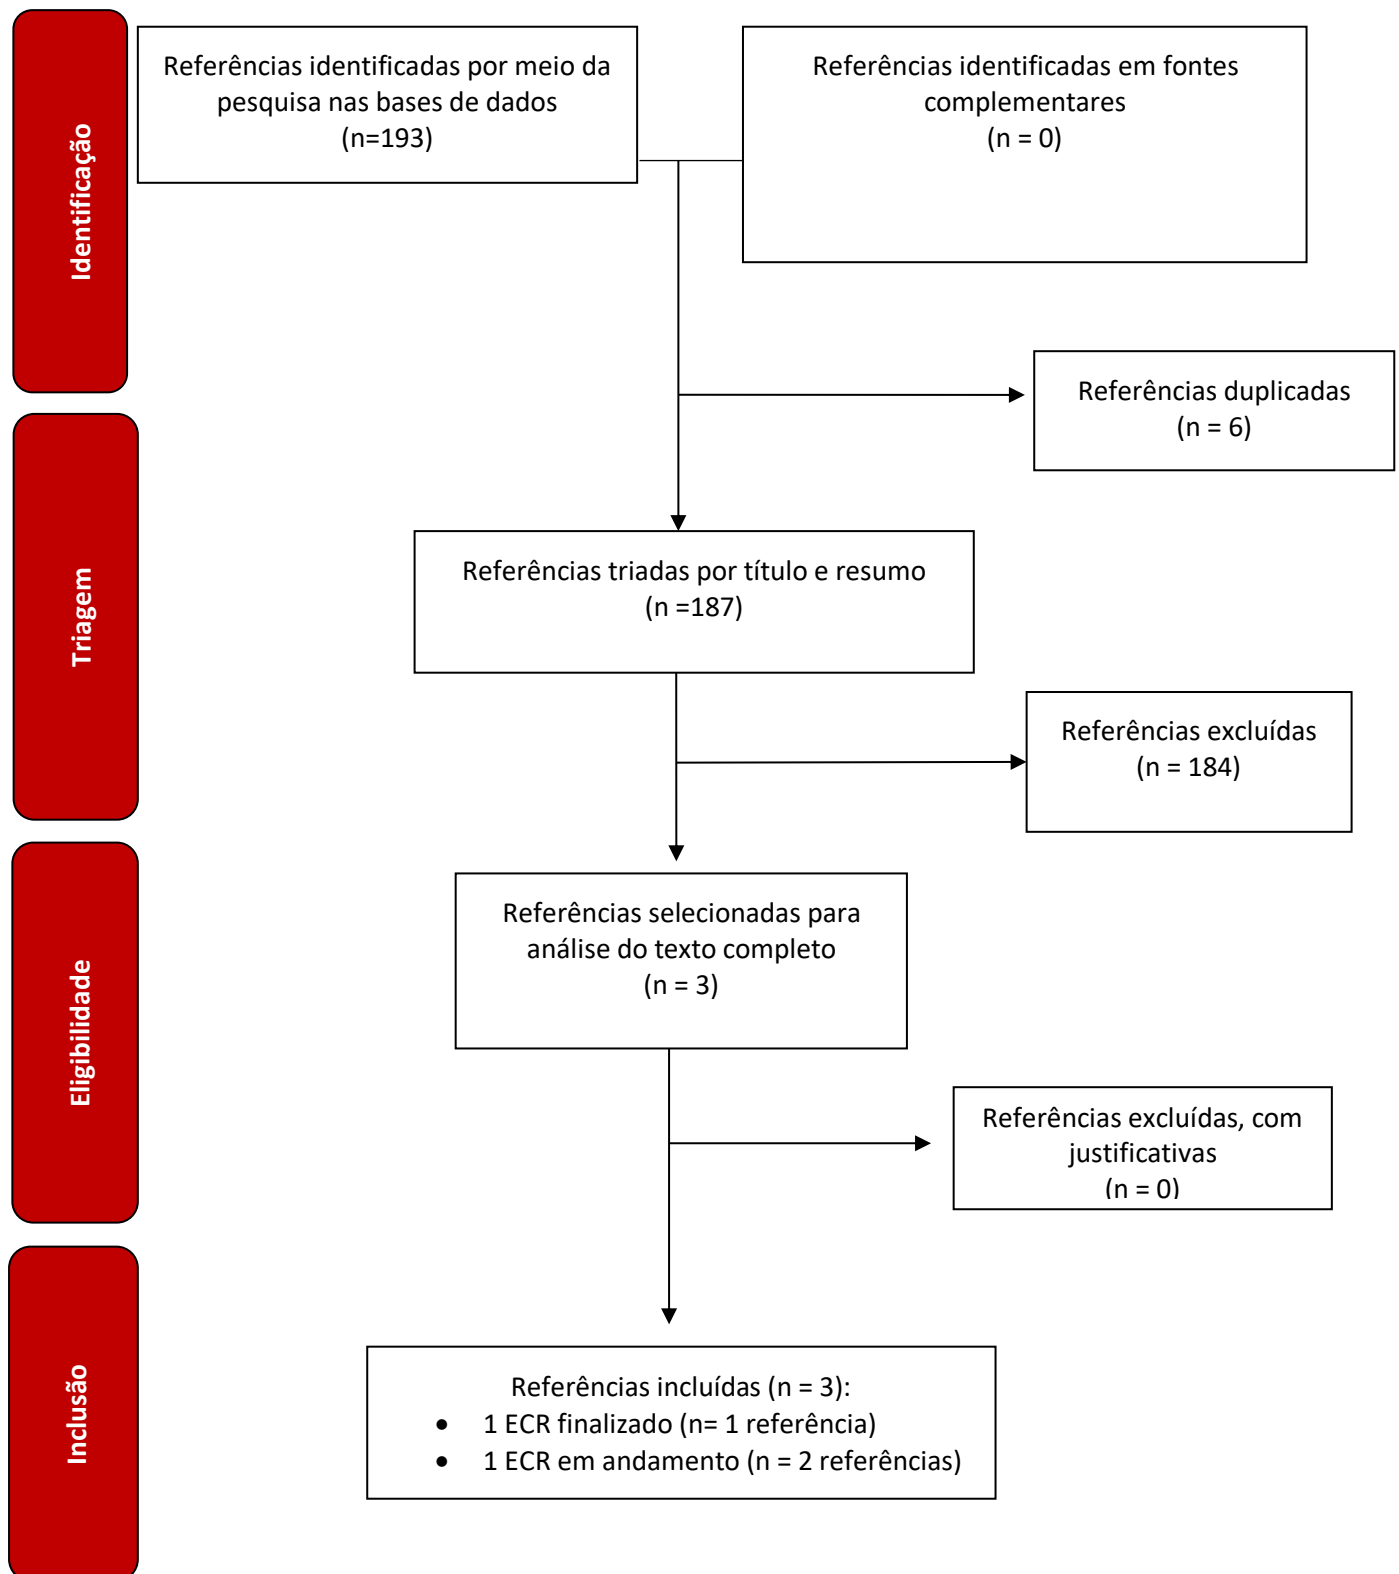 Identificação
Referências identificadas por meio da
pesquisa nas bases de dados
(n=193)
Referências identificadas em fontes
complementares
(n = 0)
Referências duplicadas
(n = 6)
Triagem
Referências triadas por título e resumo
(n =187)
Referências excluídas
(n = 184)
Eligibilidade
Referências selecionadas para
análise do texto completo
(n = 3)
Referências excluídas, com
justificativas
(n = 0)
Inclusão
Referências incluídas (n = 3):
• 1 ECR finalizado (n= 1 referência)
• 1 ECR em andamento (n = 2 referências)